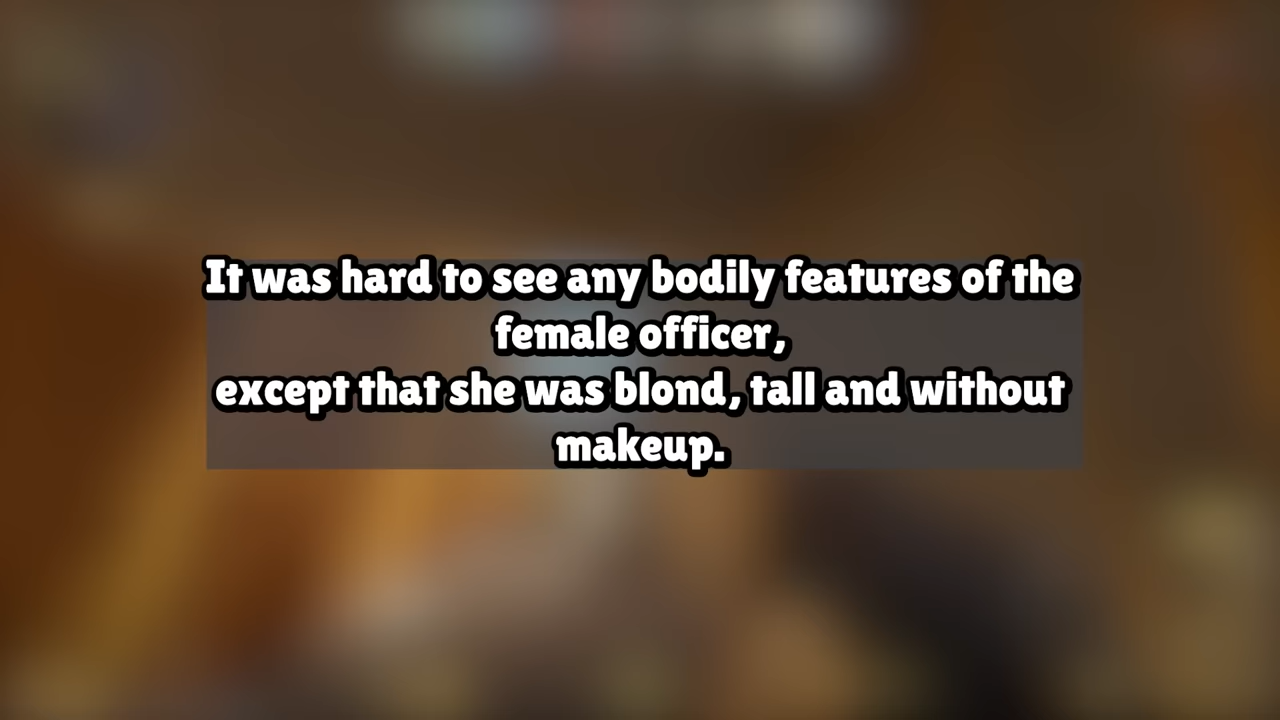 It was hard to see any bodily features of the
female officer,
except that she was blond, tall and without
makeup.